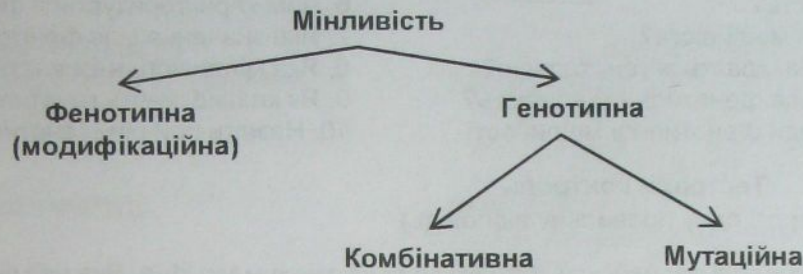 Мінливість
Фенотипна
(модифікаційна)
Генотипна
Комбінативна
Мутаційна